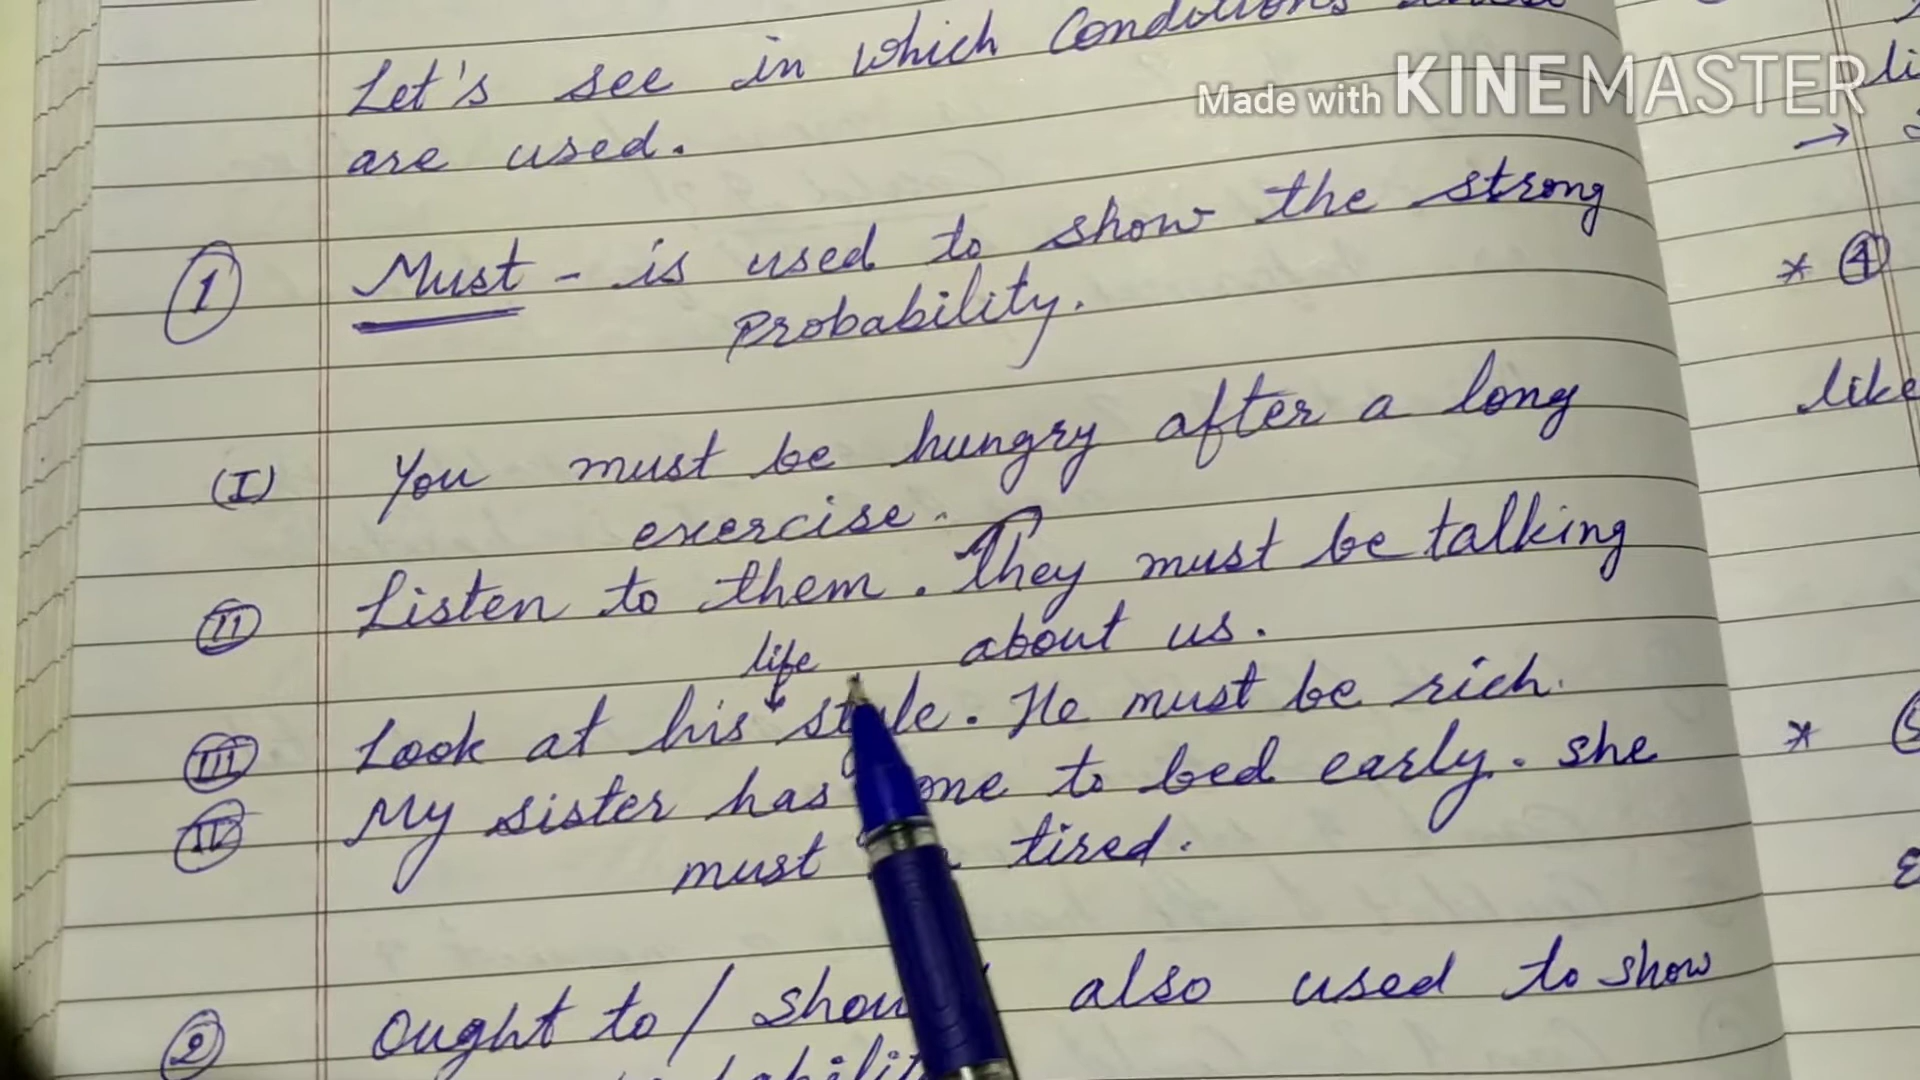 Let's see in which Conditions
Made with KINEMASTER
are used.
1 Must - is used to show the strong
probability.
(I) You must be hungry after a long
exercise.
II Listen to them. They must be talking
about us.
life
III Look at his style. He must be rich.
IV My sister has to bed early. she
must tired.
2 Ought to / also used to show
* 4
like
*